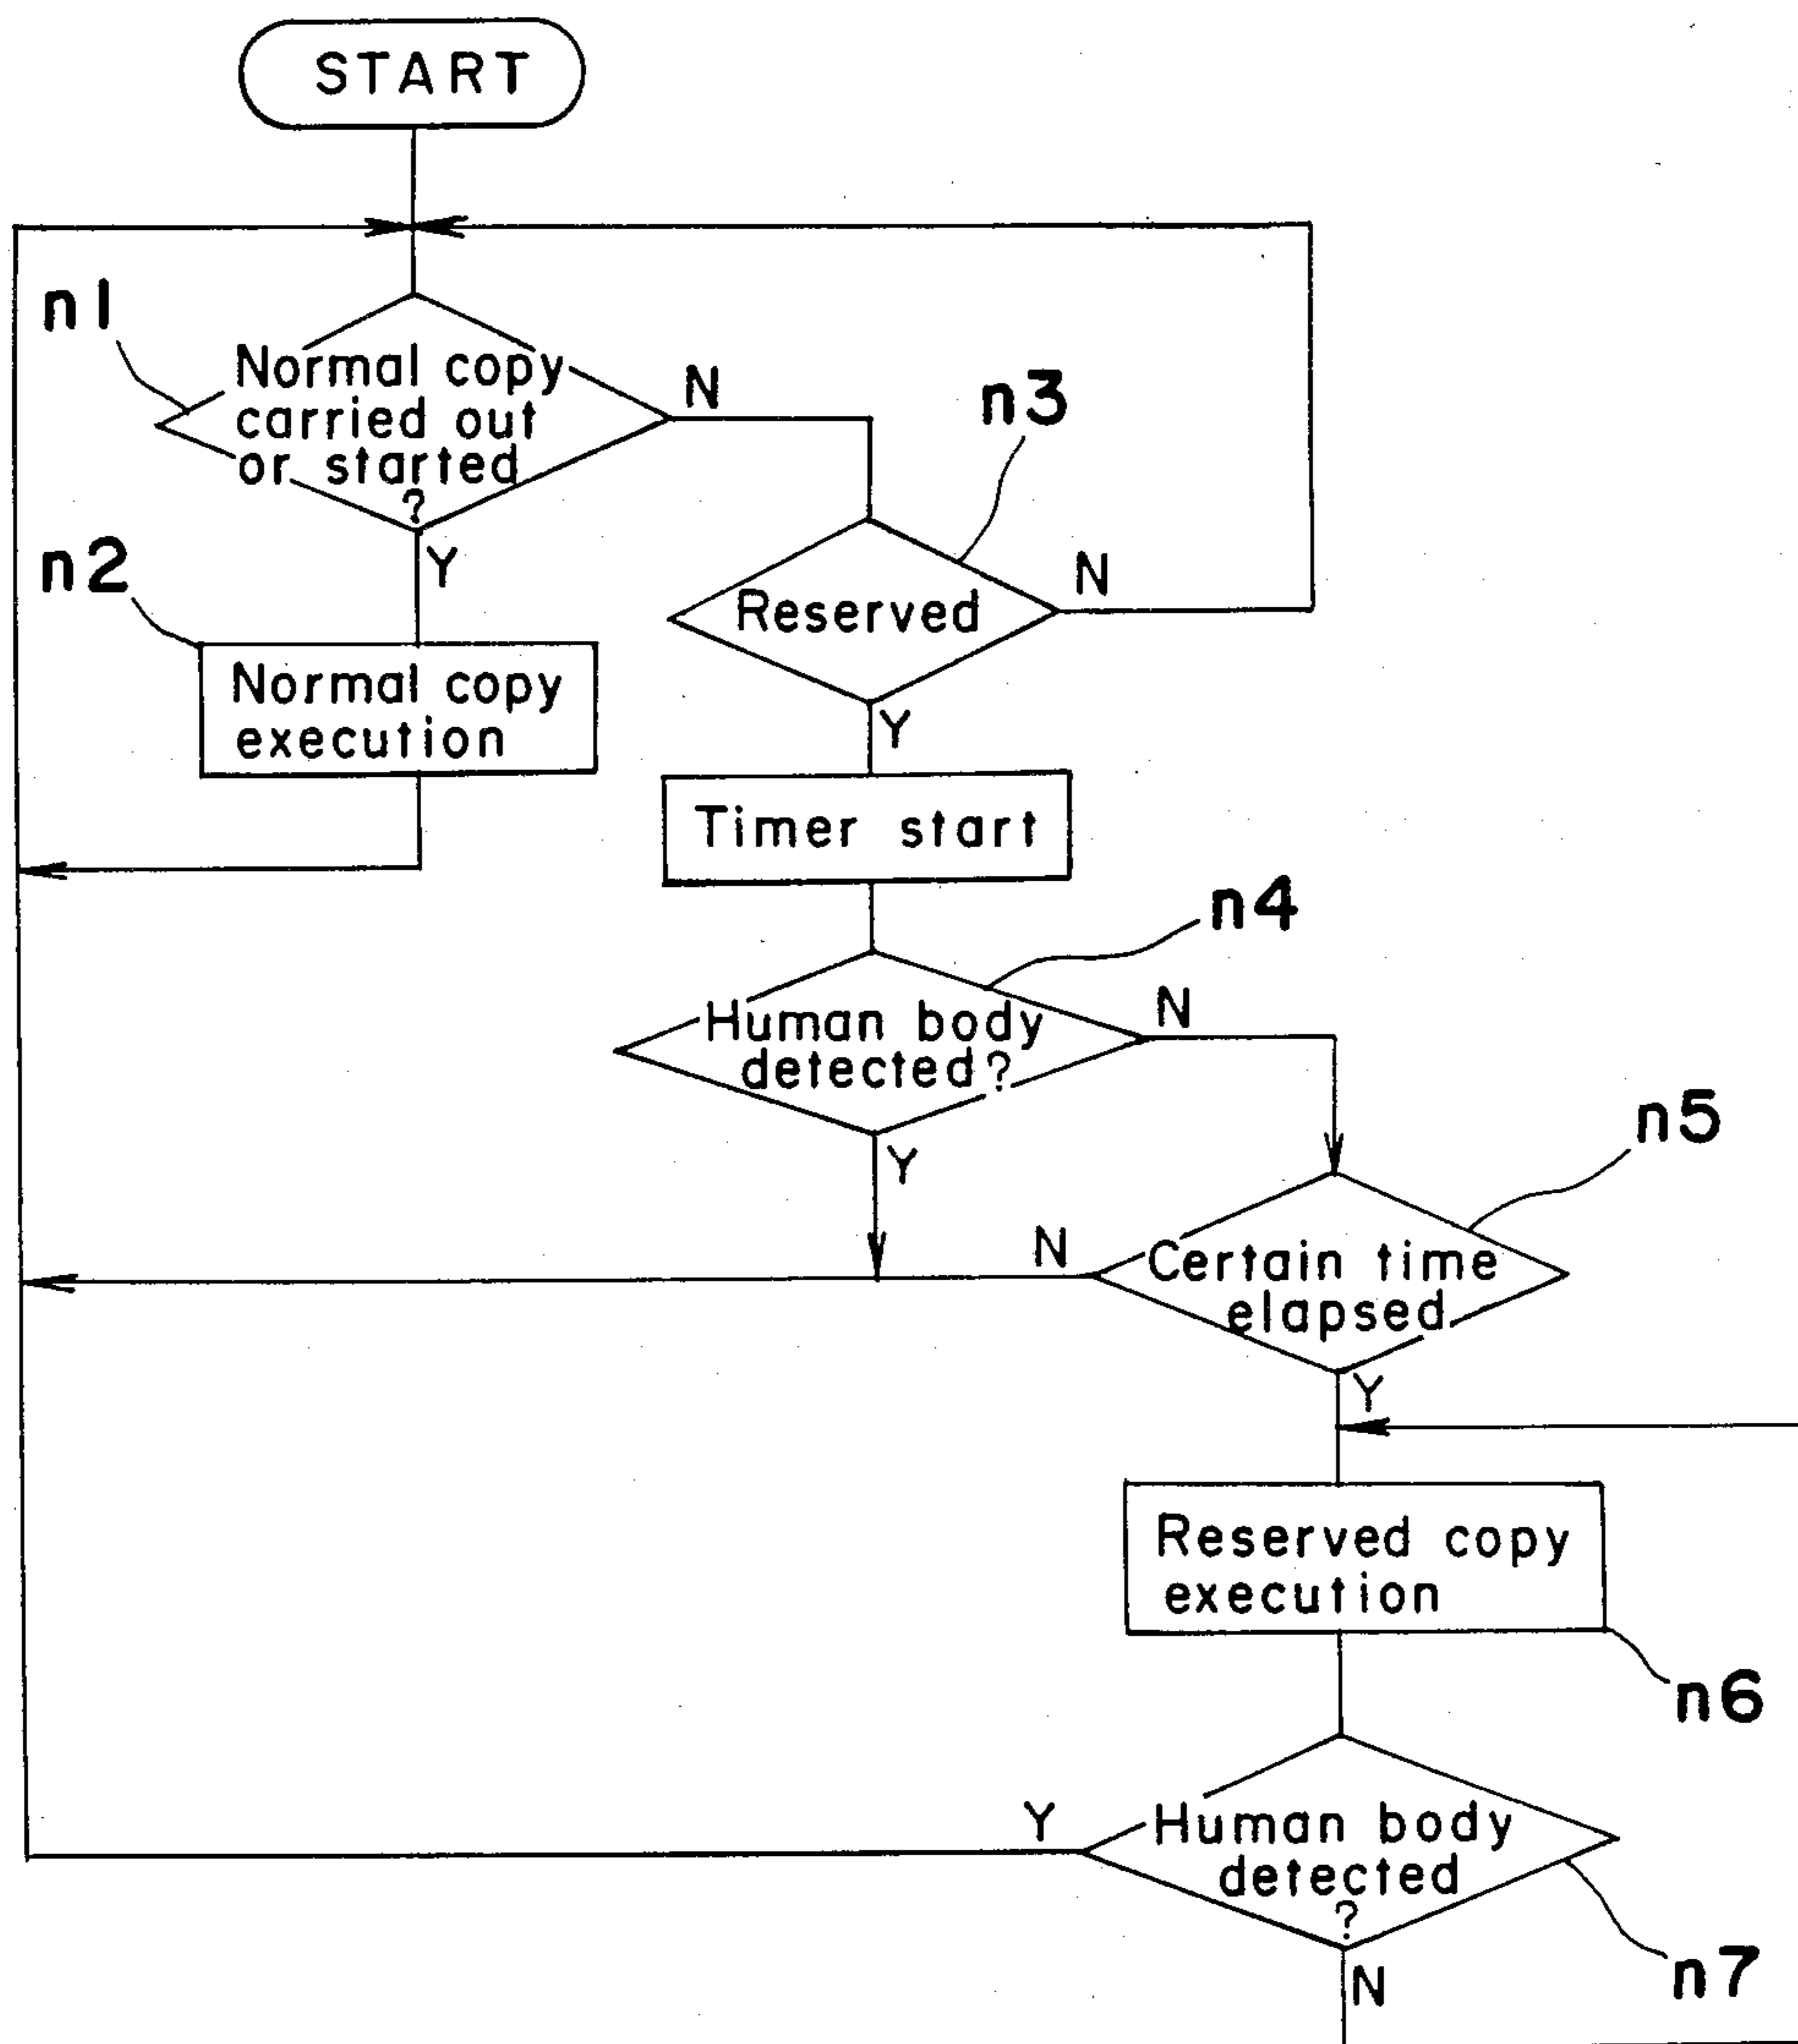 START
n1
Normal copy
carried out
or started
?
N
Y
n2
Normal copy
execution
n3
Reserved
N
Y
Timer start
n4
Human body
detected?
N
Y
n5
Certain time
elapsed
N
Y
Reserved copy
execution
n6
Human body
detected
?
Y
n7
N